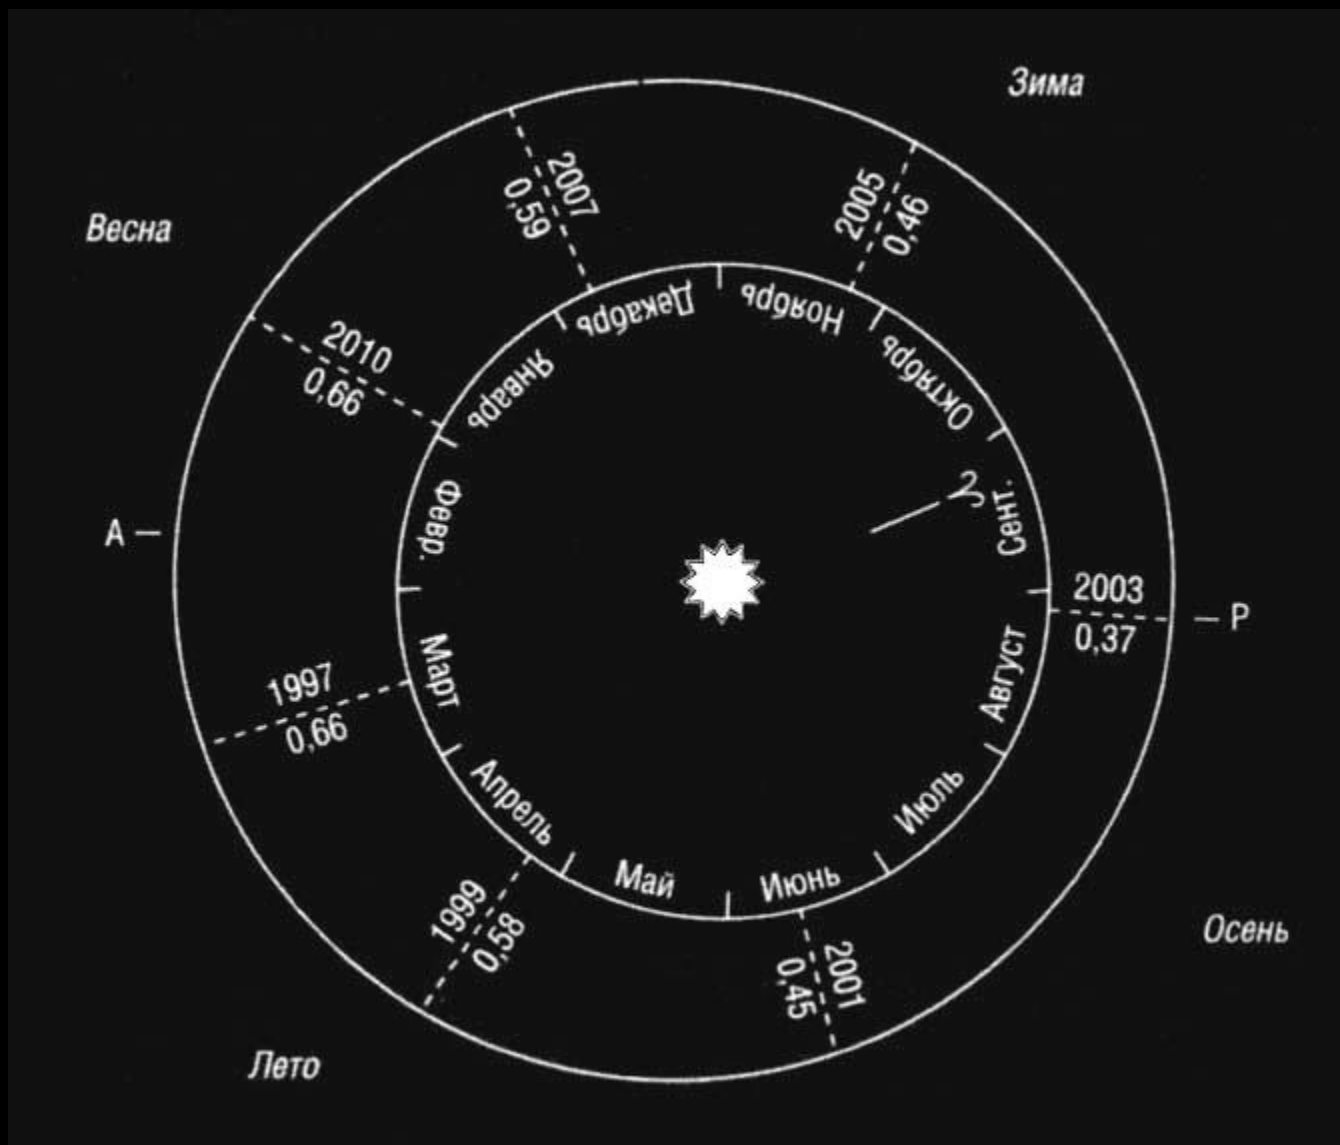 Зима
Весна
2007
0,59
2005
0,46
Декабрь
Ноябрь
2010
0,66
Январь
Октябрь
Февр.
Сент.
А
2003
0,37
Р
1997
0,66
Март
Август
Апрель
Июль
Май
Июнь
1999
0,58
2001
0,45
Осень
Лето